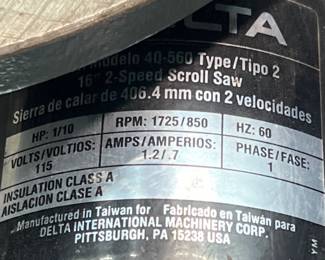 LTA
Modelo 40-560 Type/Tipo 2
16" 2-Speed Scroll Saw
Sierra de calar de 406.4 mm con 2 velocidades
HP: 1/10 RPM: 1725/850 HZ: 60
VOLTS/VOLTIOS: 115 AMPS/AMPERIOS: 1.2/.7 PHASE/FASE: 1
INSULATION CLASS A
AISLACION CLASE A
Manufactured in Taiwan for Fabricado en Taiwán para
DELTA INTERNATIONAL MACHINERY CORP.
PITTSBURGH, PA 15238 USA
YM